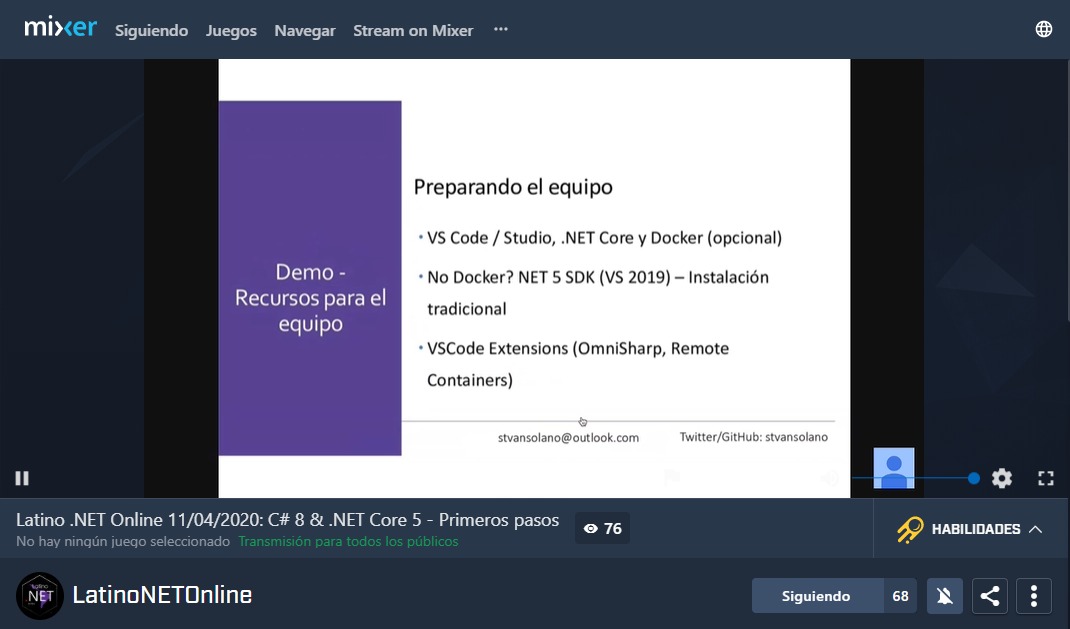 mixer Siguiendo Juegos Navegar Stream on Mixer ...
Demo -
Recursos para el
equipo
Preparando el equipo
• VS Code / Studio, .NET Core y Docker (opcional)
• No Docker? NET 5 SDK (VS 2019) – Instalación
tradicional
• VSCode Extensions (OmniSharp, Remote
Containers)
stvansolano@outlook.com Twitter/GitHub: stvansolano
Latino .NET Online 11/04/2020: C# 8 & .NET Core 5 - Primeros pasos 76
No hay ningún juego seleccionado Transmisión para todos los públicos
HABILIDADES
Latino
NET
LatinoNETOnline
Siguiendo 68